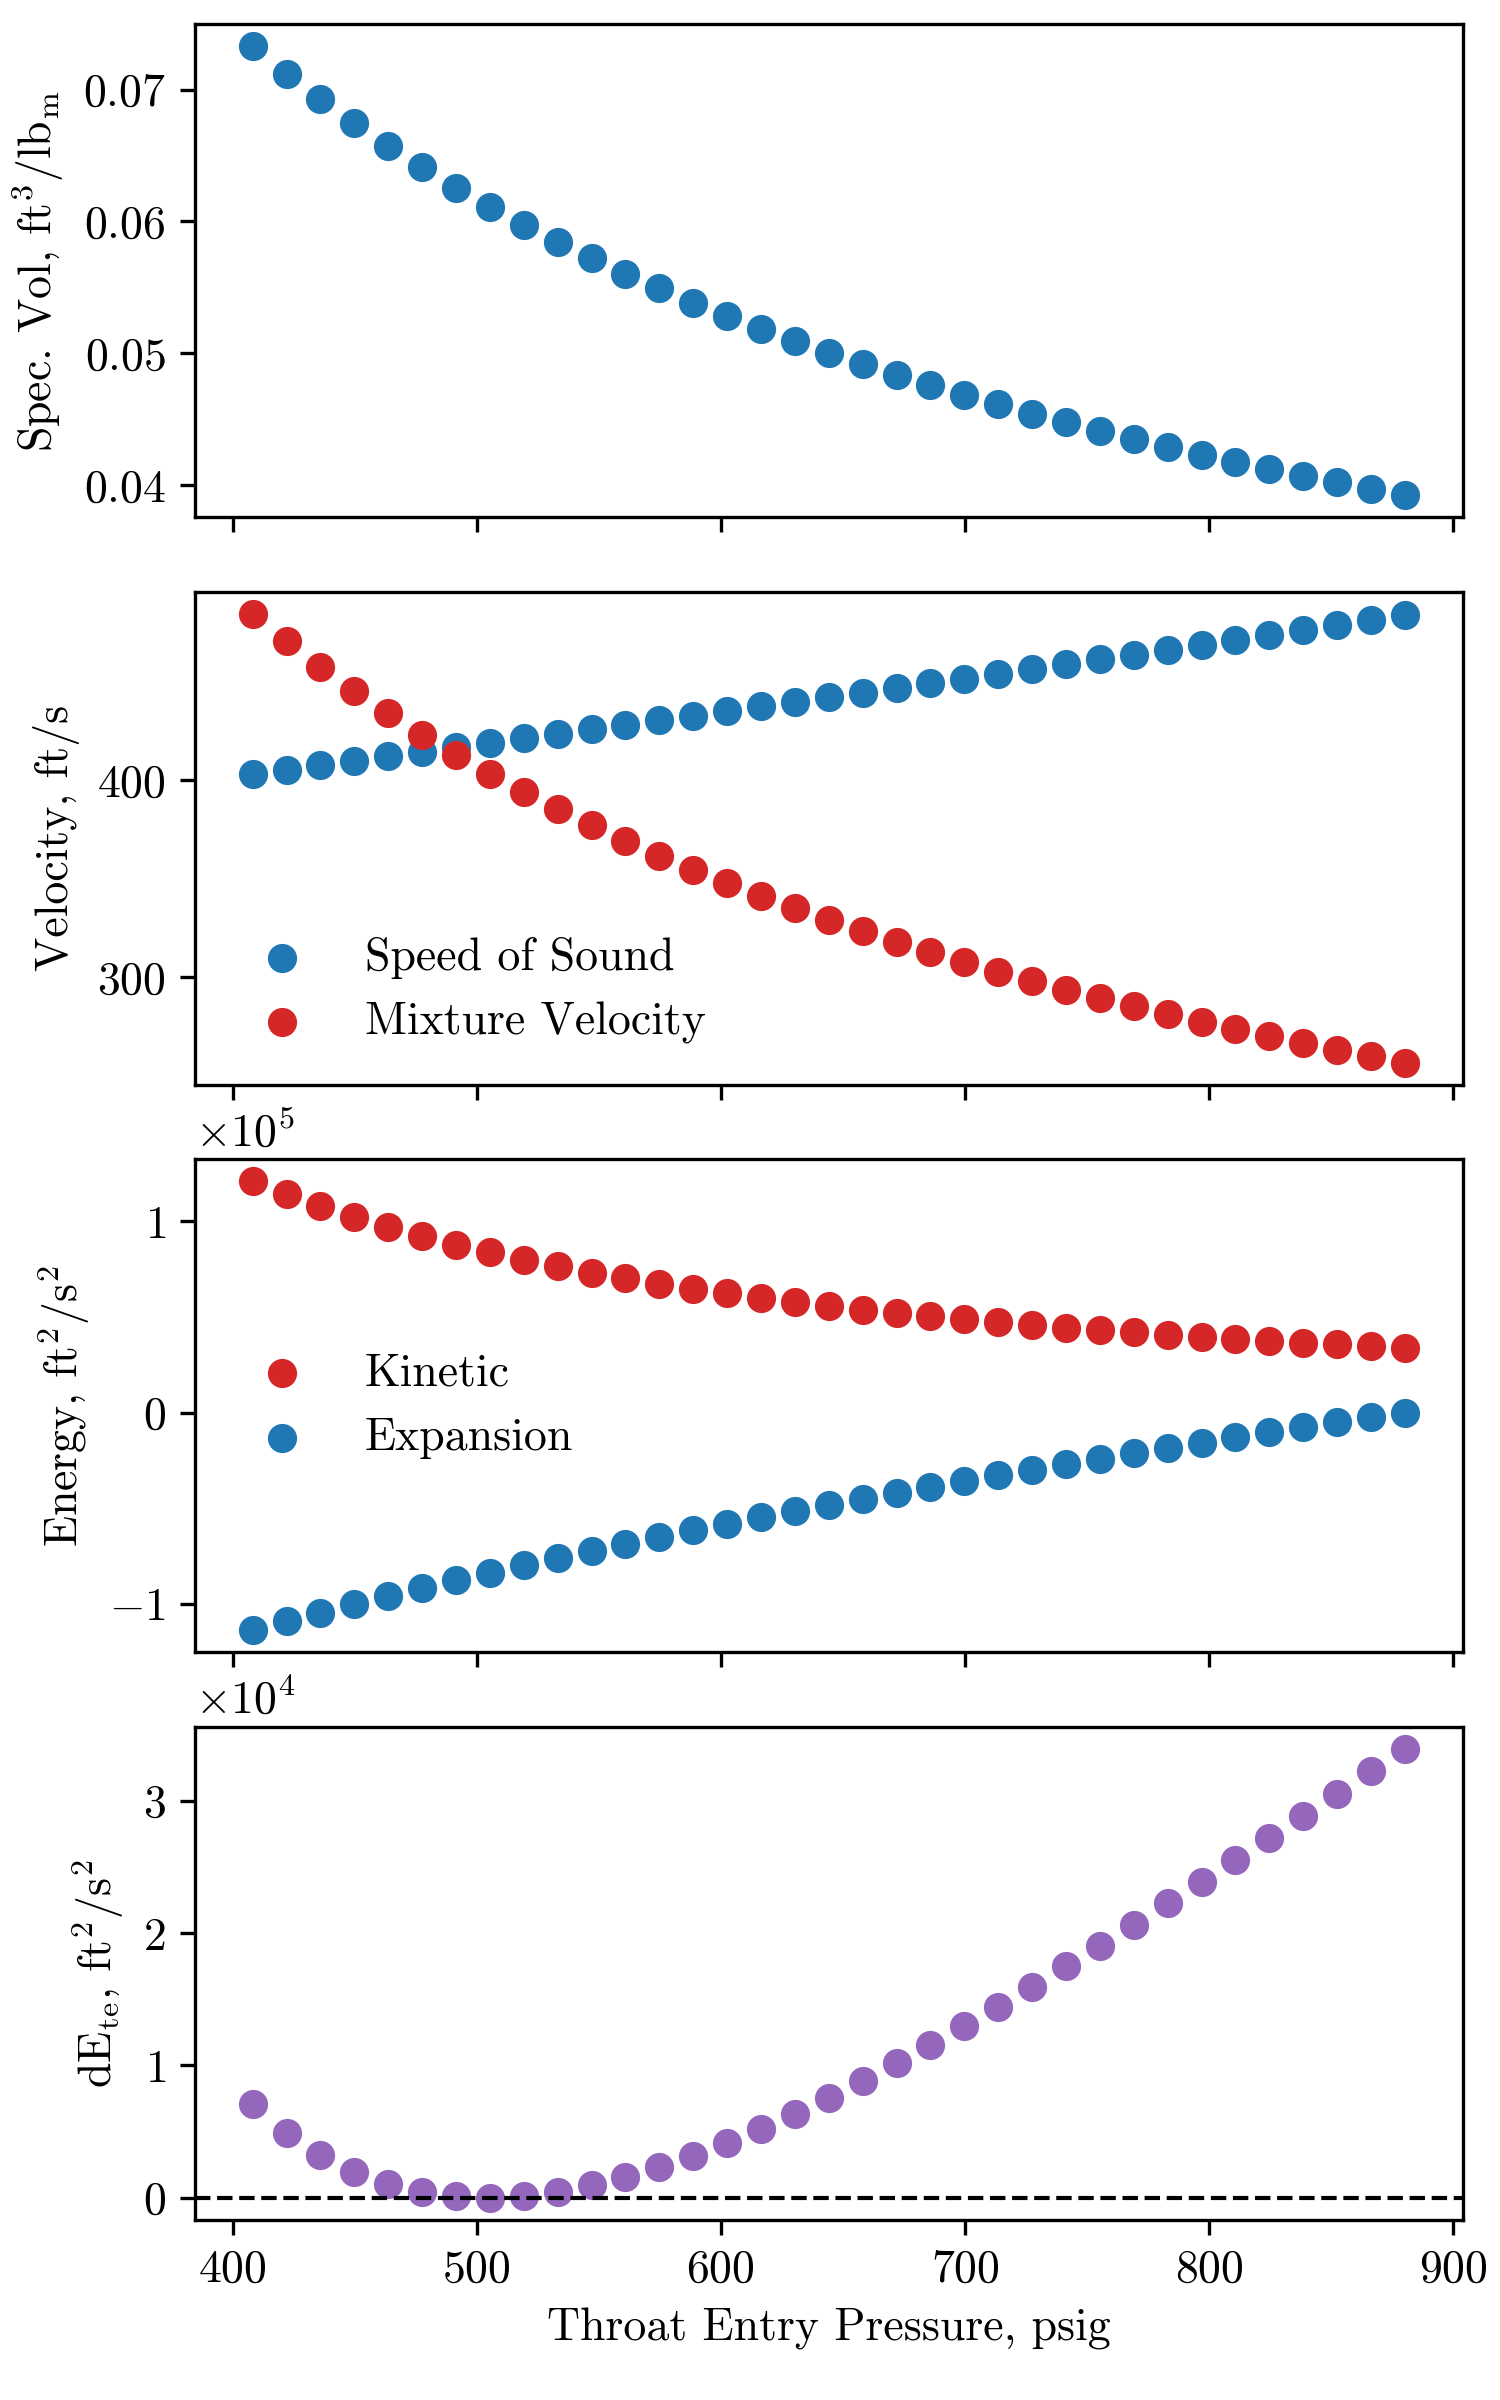 0.07
0.06
0.05
0.04
Spec. Vol, ft³/lbₘ
400
300
Velocity, ft/s
Speed of Sound
Mixture Velocity
×10⁵
1
0
−1
Energy, ft²/s²
Kinetic
Expansion
×10⁴
3
2
1
0
dEₜₑ, ft²/s²
400 500 600 700 800 900
Throat Entry Pressure, psig